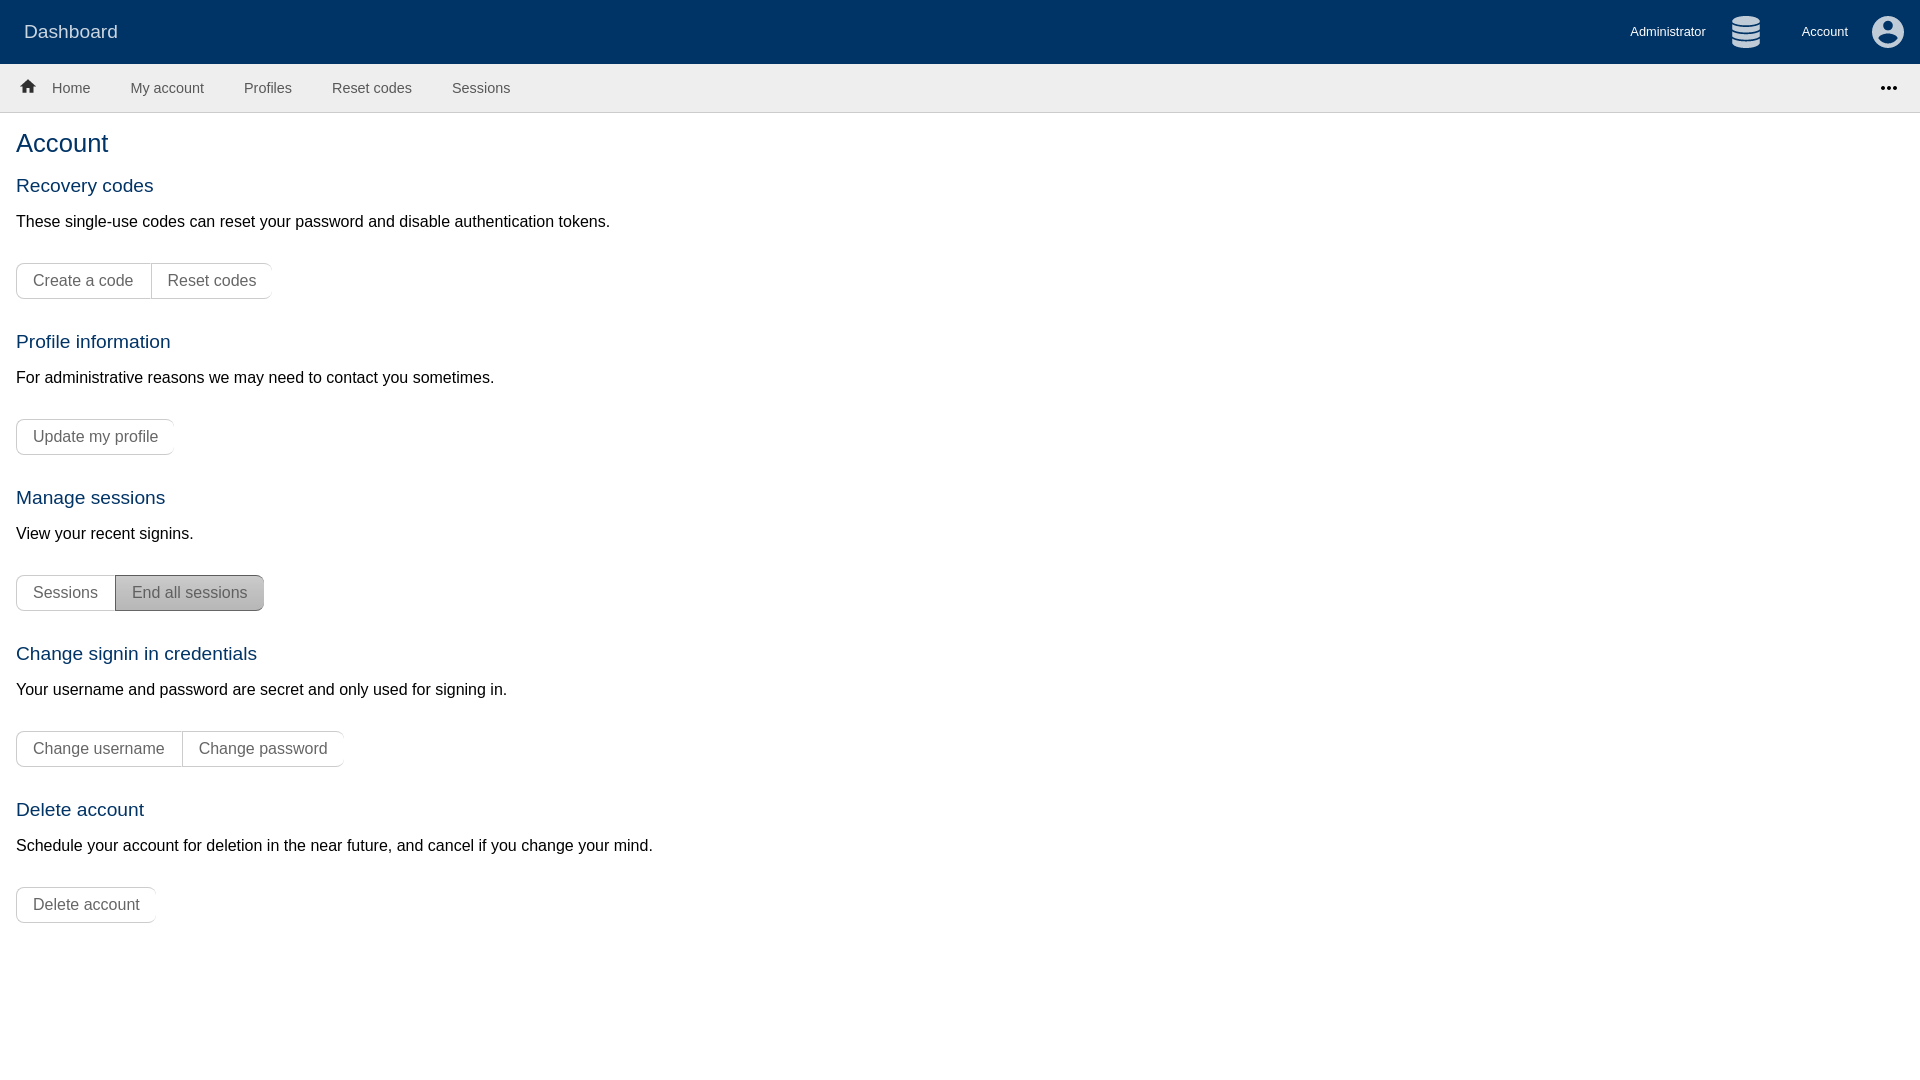 Dashboard
Administrator
Account
Home
My account
Profiles
Reset codes
Sessions
Account
Recovery codes
These single-use codes can reset your password and disable authentication tokens.
Create a code
Reset codes
Profile information
For administrative reasons we may need to contact you sometimes.
Update my profile
Manage sessions
View your recent signins.
Sessions
End all sessions
Change signin in credentials
Your username and password are secret and only used for signing in.
Change username
Change password
Delete account
Schedule your account for deletion in the near future, and cancel if you change your mind.
Delete account